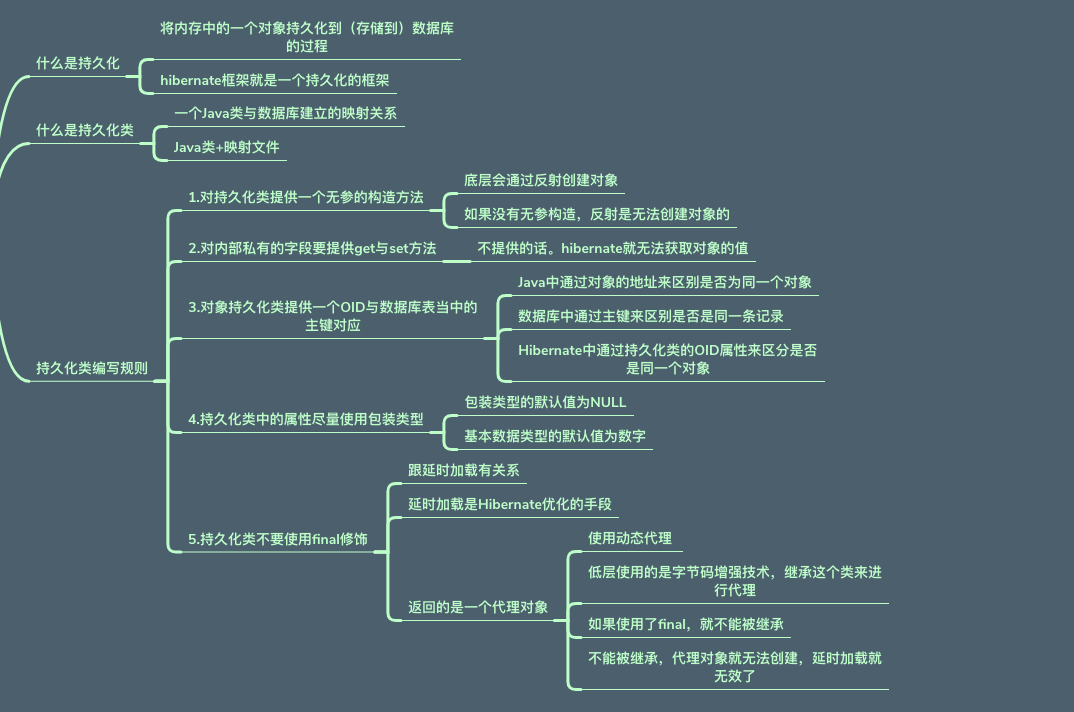 什么是持久化
将内存中的一个对象持久化到（存储到）数据库
的过程
hibernate框架就是一个持久化的框架
什么是持久化类
一个Java类与数据库建立的映射关系
Java类+映射文件
持久化类编写规则
1.对持久化类提供一个无参的构造方法
底层会通过反射创建对象
如果没有无参构造，反射是无法创建对象的
2.对内部私有的字段要提供get与set方法
不提供的话。hibernate就无法获取对象的值
3.对象持久化类提供一个OID与数据库表当中的
主键对应
Java中通过对象的地址来区别是否为同一个对象
数据库中通过主键来区别是否是同一条记录
Hibernate中通过持久化类的OID属性来区分是否
是同一个对象
4.持久化类中的属性尽量使用包装类型
包装类型的默认值为NULL
基本数据类型的默认值为数字
5.持久化类不要使用final修饰
跟延时加载有关系
延时加载是Hibernate优化的手段
返回的是一个代理对象
使用动态代理
低层使用的是字节码增强技术，继承这个类来进
行代理
如果使用了final，就不能被继承
不能被继承，代理对象就无法创建，延时加载就
无效了